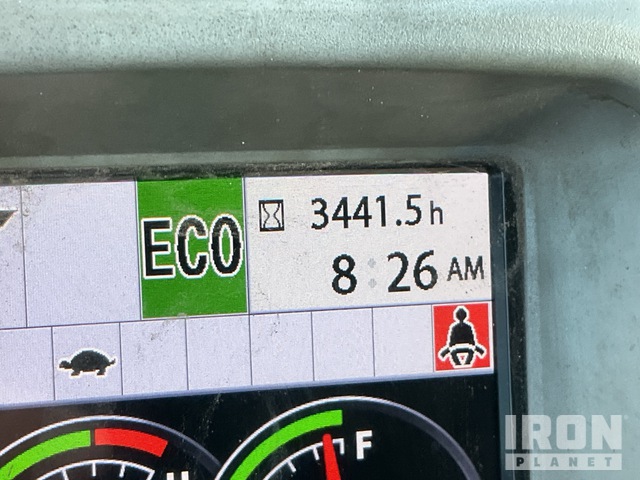 ECO
3441.5 h
8:26 AM
F
IRON
PLANET